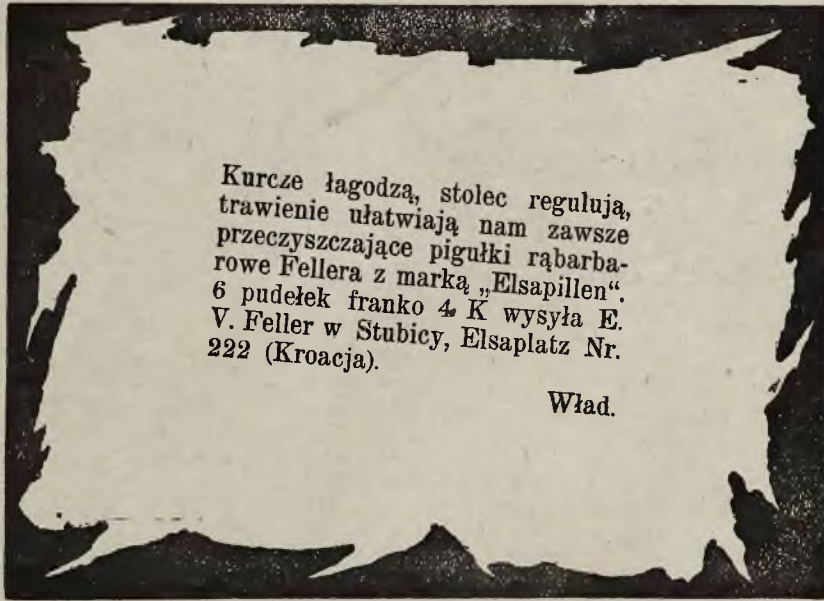 Kurcze łagodzą, stolec regulują,
trawienie ułatwiają nam zawsze
przeczyszczające pigułki rąbarba-
rowe Fellera z marką „Elsapillen“.
6 pudełek franko 4 K wysyła E.
V. Feller w Stubicy, Elsaplatz Nr.
222 (Kroacja).
Wład.